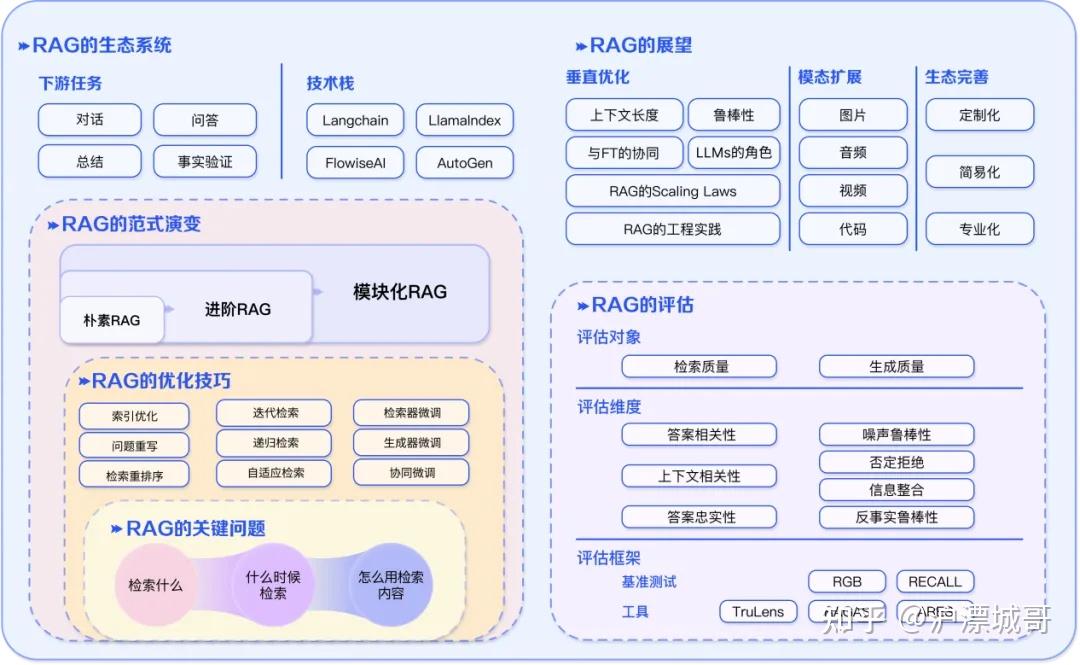 RAG的生态系统
下游任务
对话
问答
总结
事实验证
技术栈
Langchain
LlamaIndex
FlowiseAI
AutoGen
RAG的范式演变
朴素RAG
进阶RAG
模块化RAG
RAG的优化技巧
索引优化
迭代检索
检索器微调
问题重写
递归检索
生成器微调
检索重排序
自适应检索
协同微调
RAG的关键问题
检索什么
什么时候
检索
怎么用检索
内容
RAG的展望
垂直优化
上下文长度
鲁棒性
与FT的协同
LLMs的角色
RAG的Scaling Laws
RAG的工程实践
模态扩展
图片
音频
视频
代码
生态完善
定制化
简易化
专业化
RAG的评估
评估对象
检索质量
生成质量
评估维度
答案相关性
上下文相关性
答案忠实性
噪声鲁棒性
否定拒绝
信息整合
反事实鲁棒性
评估框架
基准测试
RGB
RECALL
工具
TruLens
RAGAS
ARES
知乎 @沪漂城哥